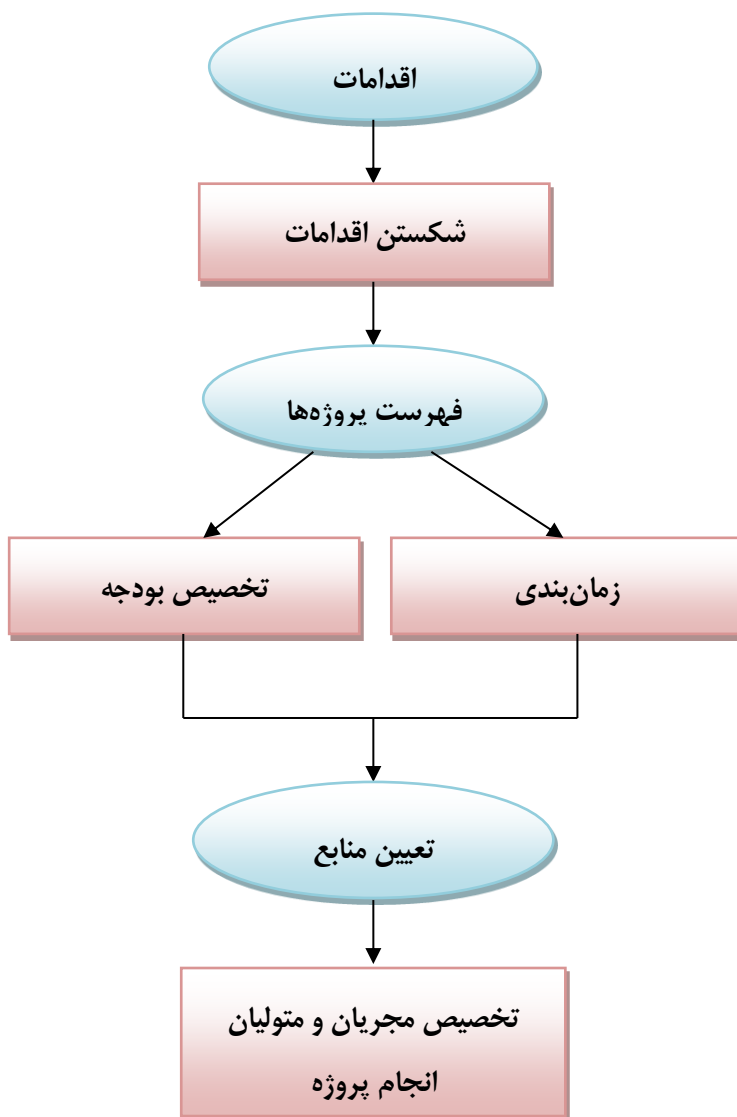 اقدامات
شکستن اقدامات
فهرست پروژه‌ها
زمان‌بندی
تخصیص بودجه
تعیین منابع
تخصیص مجریان و متولیان
انجام پروژه